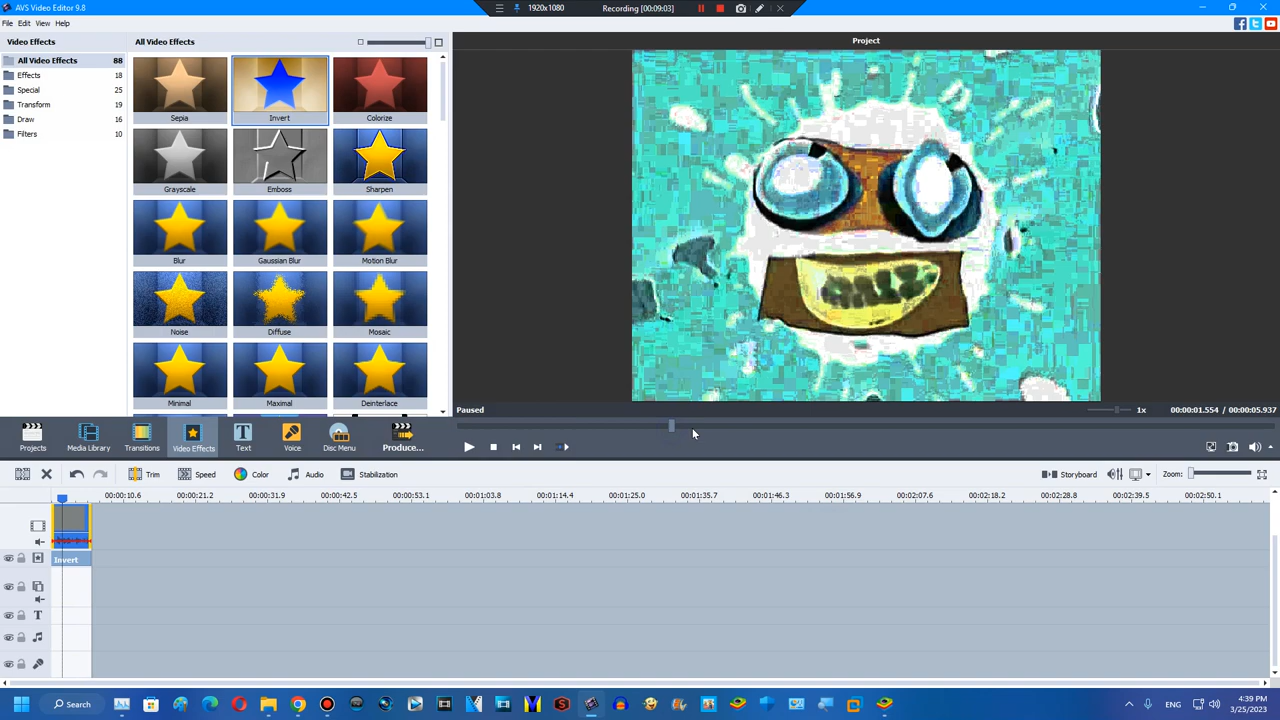 AVS Video Editor 9.8
1920x1080
Recording [00:09:03]
File Edit View Help
Video Effects
All Video Effects
Project
All Video Effects 88
Effects 18
Special 25
Transform 19
Draw 16
Filters 10
Sepia
Invert
Colorize
Grayscale
Emboss
Sharpen
Blur
Gaussian Blur
Motion Blur
Noise
Diffuse
Mosaic
Minimal
Maximal
Deinterlace
Paused
1x
00:00:01.554 / 00:00:05.937
Projects
Media Library
Transitions
Video Effects
Text
Voice
Disc Menu
Produce...
Trim
Speed
Color
Audio
Stabilization
Storyboard
Zoom:
00:00:10.6 00:00:21.2 00:00:31.9 00:00:42.5 00:00:53.1 00:01:03.8 00:01:14.4 00:01:25.0 00:01:35.7 00:01:46.3 00:01:56.9 00:02:07.6 00:02:18.2 00:02:28.8 00:02:39.5 00:02:50.1
Invert
T
Search
ENG
4:39 PM
3/25/2023